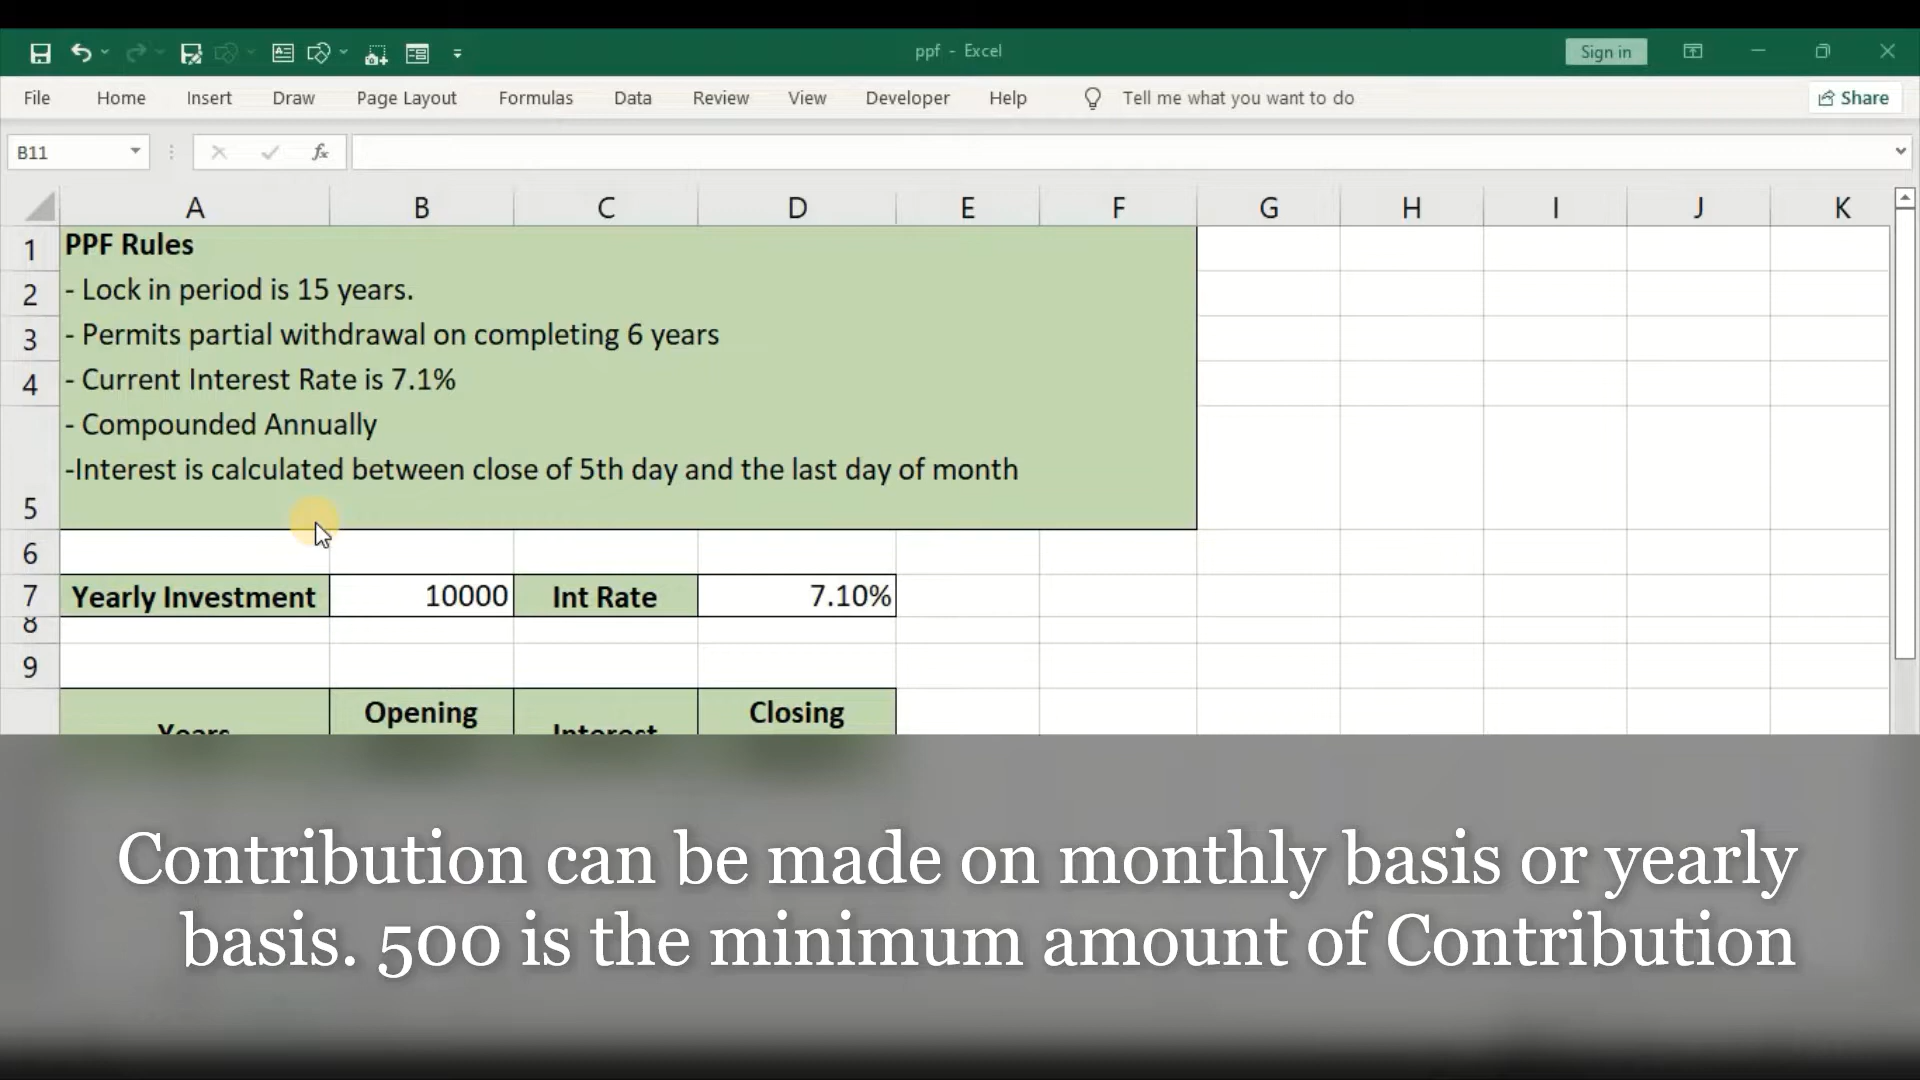 ppf - Excel
Sign in
File Home Insert Draw Page Layout Formulas Data Review View Developer Help Tell me what you want to do Share
B11 fx
A B C D E F G H I J K
1 PPF Rules
2 - Lock in period is 15 years.
3 - Permits partial withdrawal on completing 6 years
4 - Current Interest Rate is 7.1%
- Compounded Annually
-Interest is calculated between close of 5th day and the last day of month
5
6
7 Yearly Investment 10000 Int Rate 7.10%
8
9
Opening Closing
Years Interest
Contribution can be made on monthly basis or yearly
basis. 500 is the minimum amount of Contribution